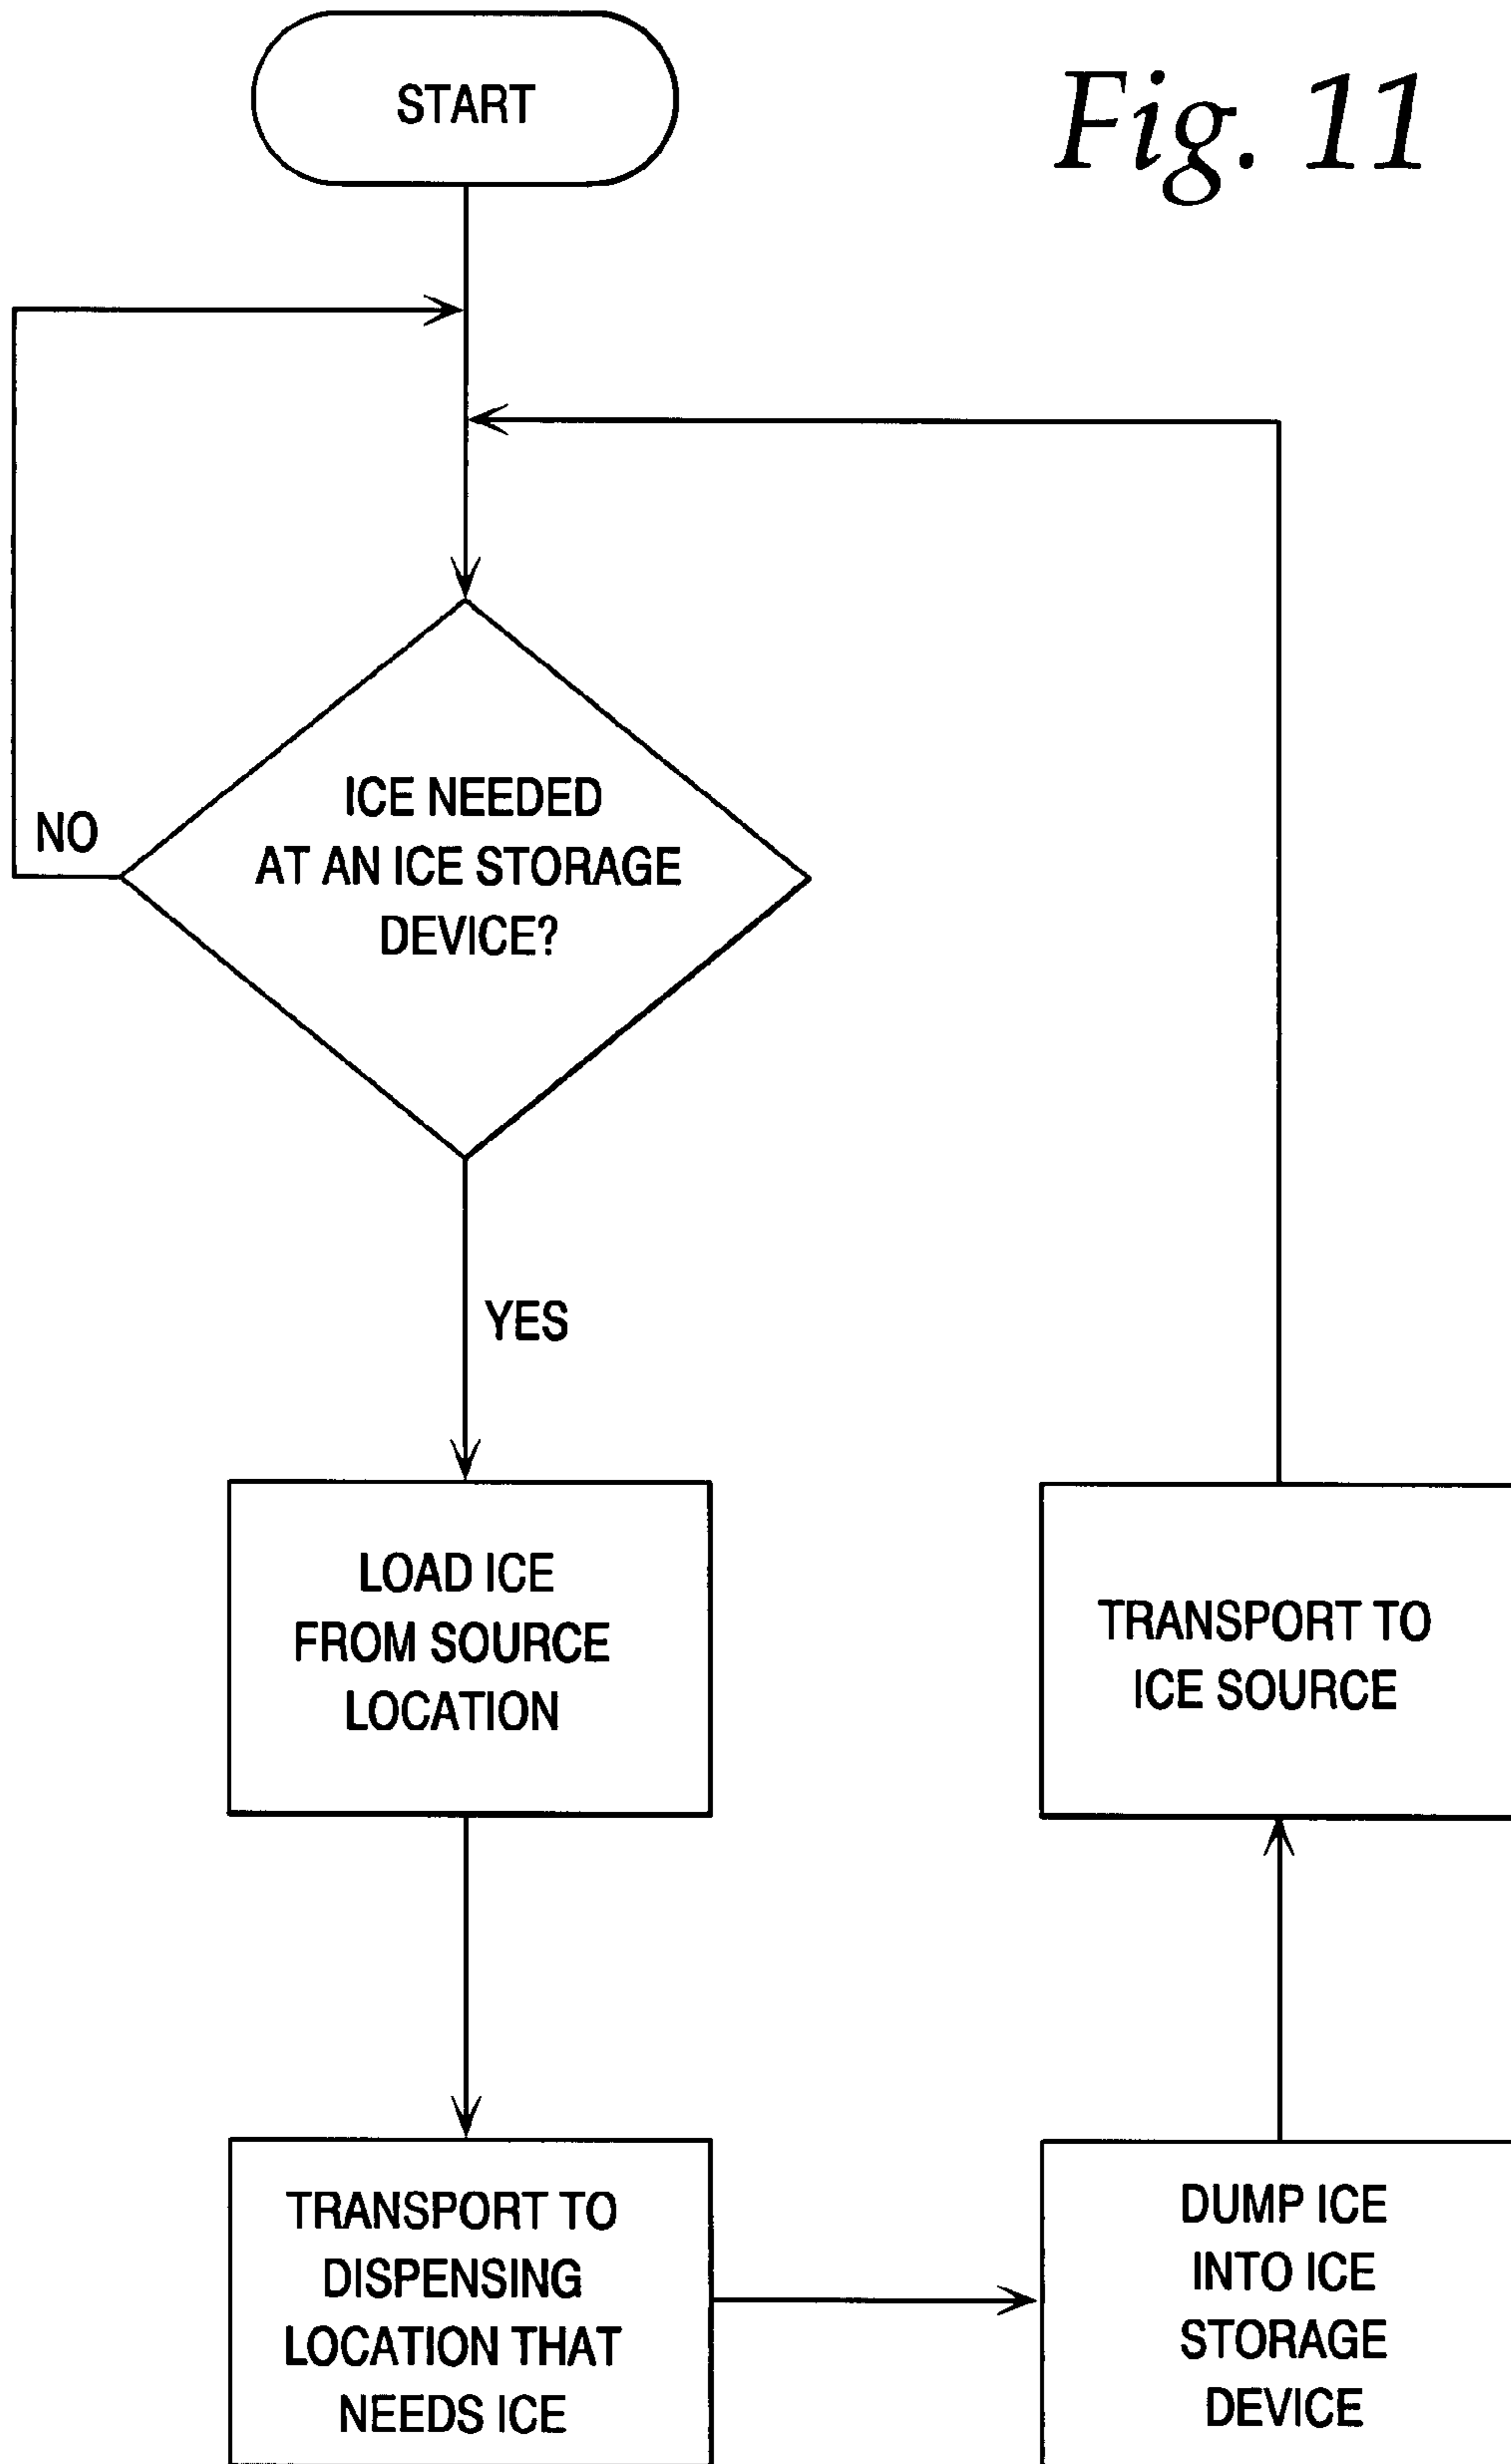 START
Fig. 11
ICE NEEDED
AT AN ICE STORAGE
DEVICE?
NO
YES
LOAD ICE
FROM SOURCE
LOCATION
TRANSPORT TO
DISPENSING
LOCATION THAT
NEEDS ICE
DUMP ICE
INTO ICE
STORAGE
DEVICE
TRANSPORT TO
ICE SOURCE